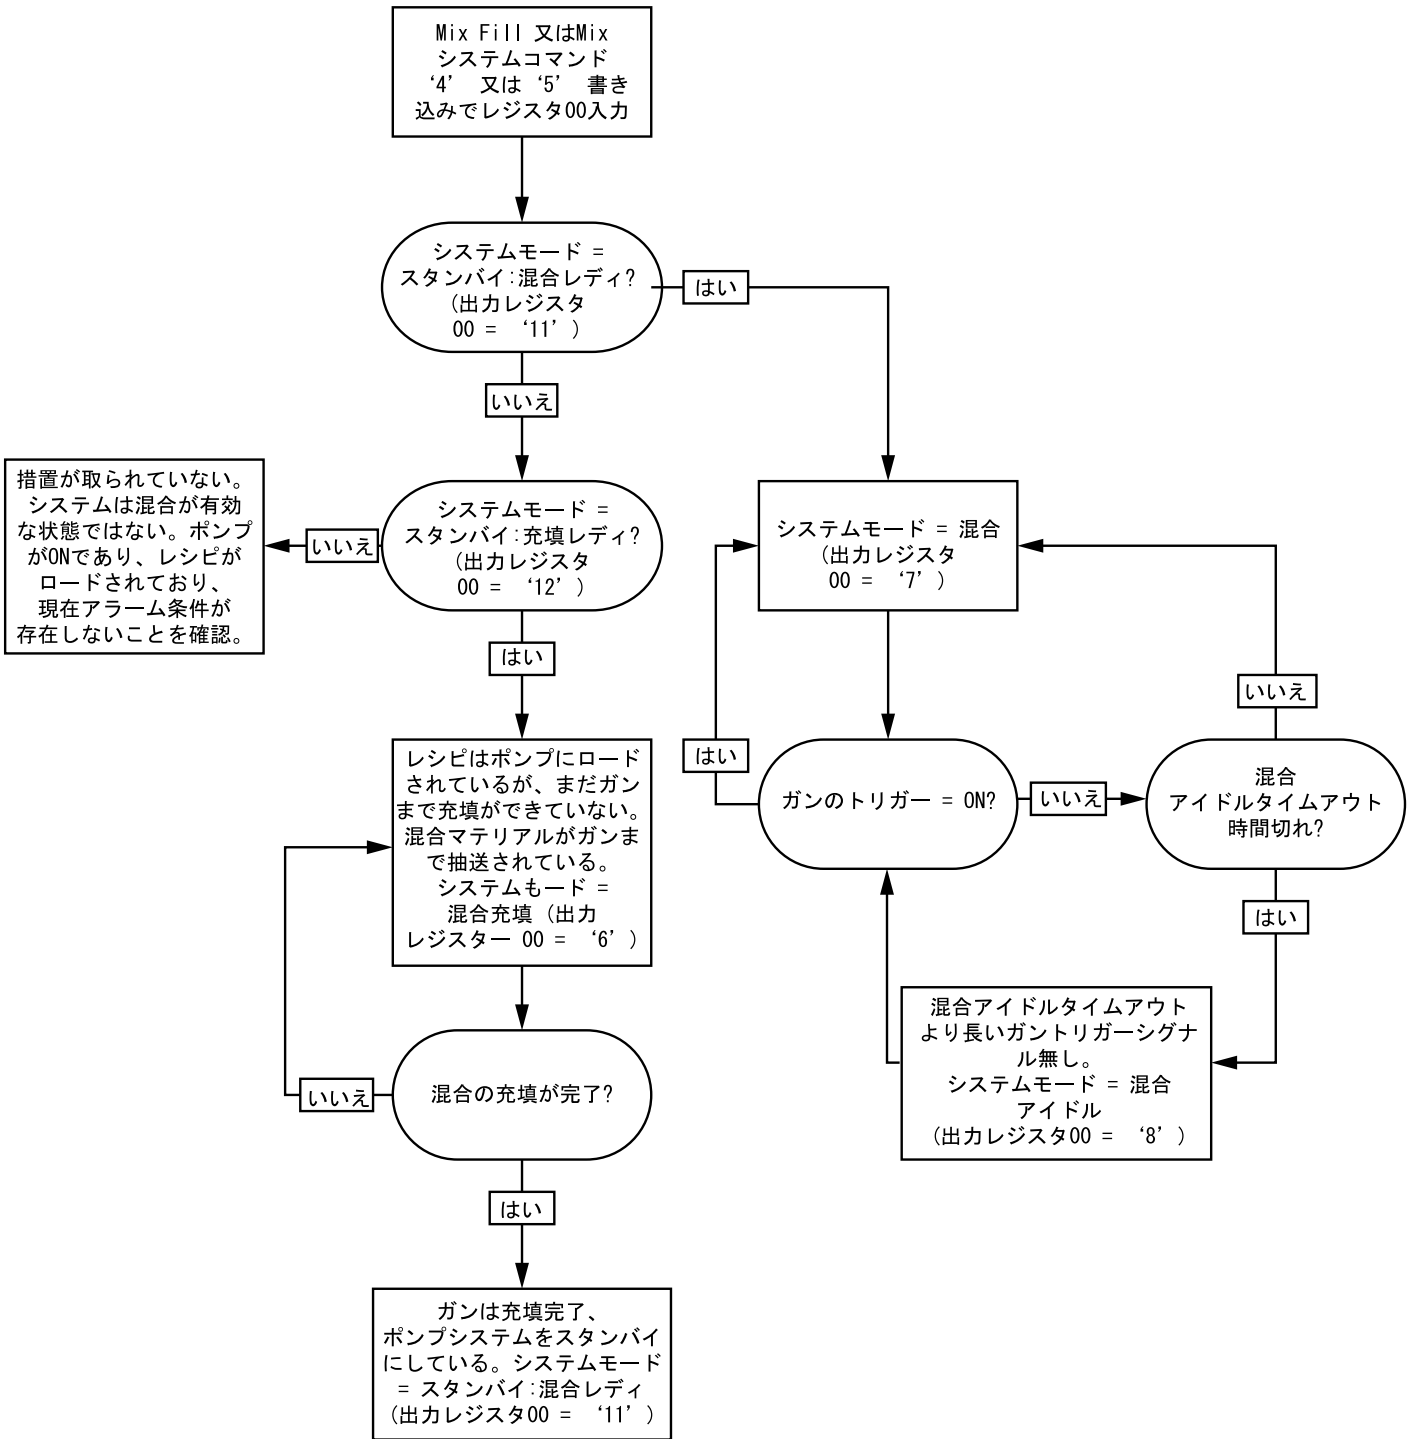 Mix Fill 又はMix
システムコマンド
‘4’ 又は‘5’ 書き
込みでレジスタ00入力
システムモード =
スタンバイ:混合レディ?
(出力レジスタ
00 = ‘11’)
はい
いいえ
措置が取られていない。
システムは混合が有効
な状態ではない。ポンプ
がONであり、レシピが
ロードされており、
現在アラーム条件が
存在しないことを確認。
いいえ
システムモード =
スタンバイ:充填レディ?
(出力レジスタ
00 = ‘12’)
システムモード = 混合
(出力レジスタ
00 = ‘7’)
はい
いいえ
レシピはポンプにロード
されているが、まだガン
まで充填ができていない。
混合マテリアルがガンま
で抽送されている。
システムもード =
混合充填(出力
レジスター 00 = ‘6’)
はい
ガンのトリガー = ON?
いいえ
混合
アイドルタイムアウト
時間切れ?
はい
混合アイドルタイムアウト
より長いガントリガーシグナ
ル無し。
システムモード = 混合
アイドル
(出力レジスタ00 = ‘8’)
いいえ
混合の充填が完了?
はい
ガンは充填完了、
ポンプシステムをスタンバイ
にしている。システムモード
= スタンバイ:混合レディ
(出力レジスタ00 = ‘11’)